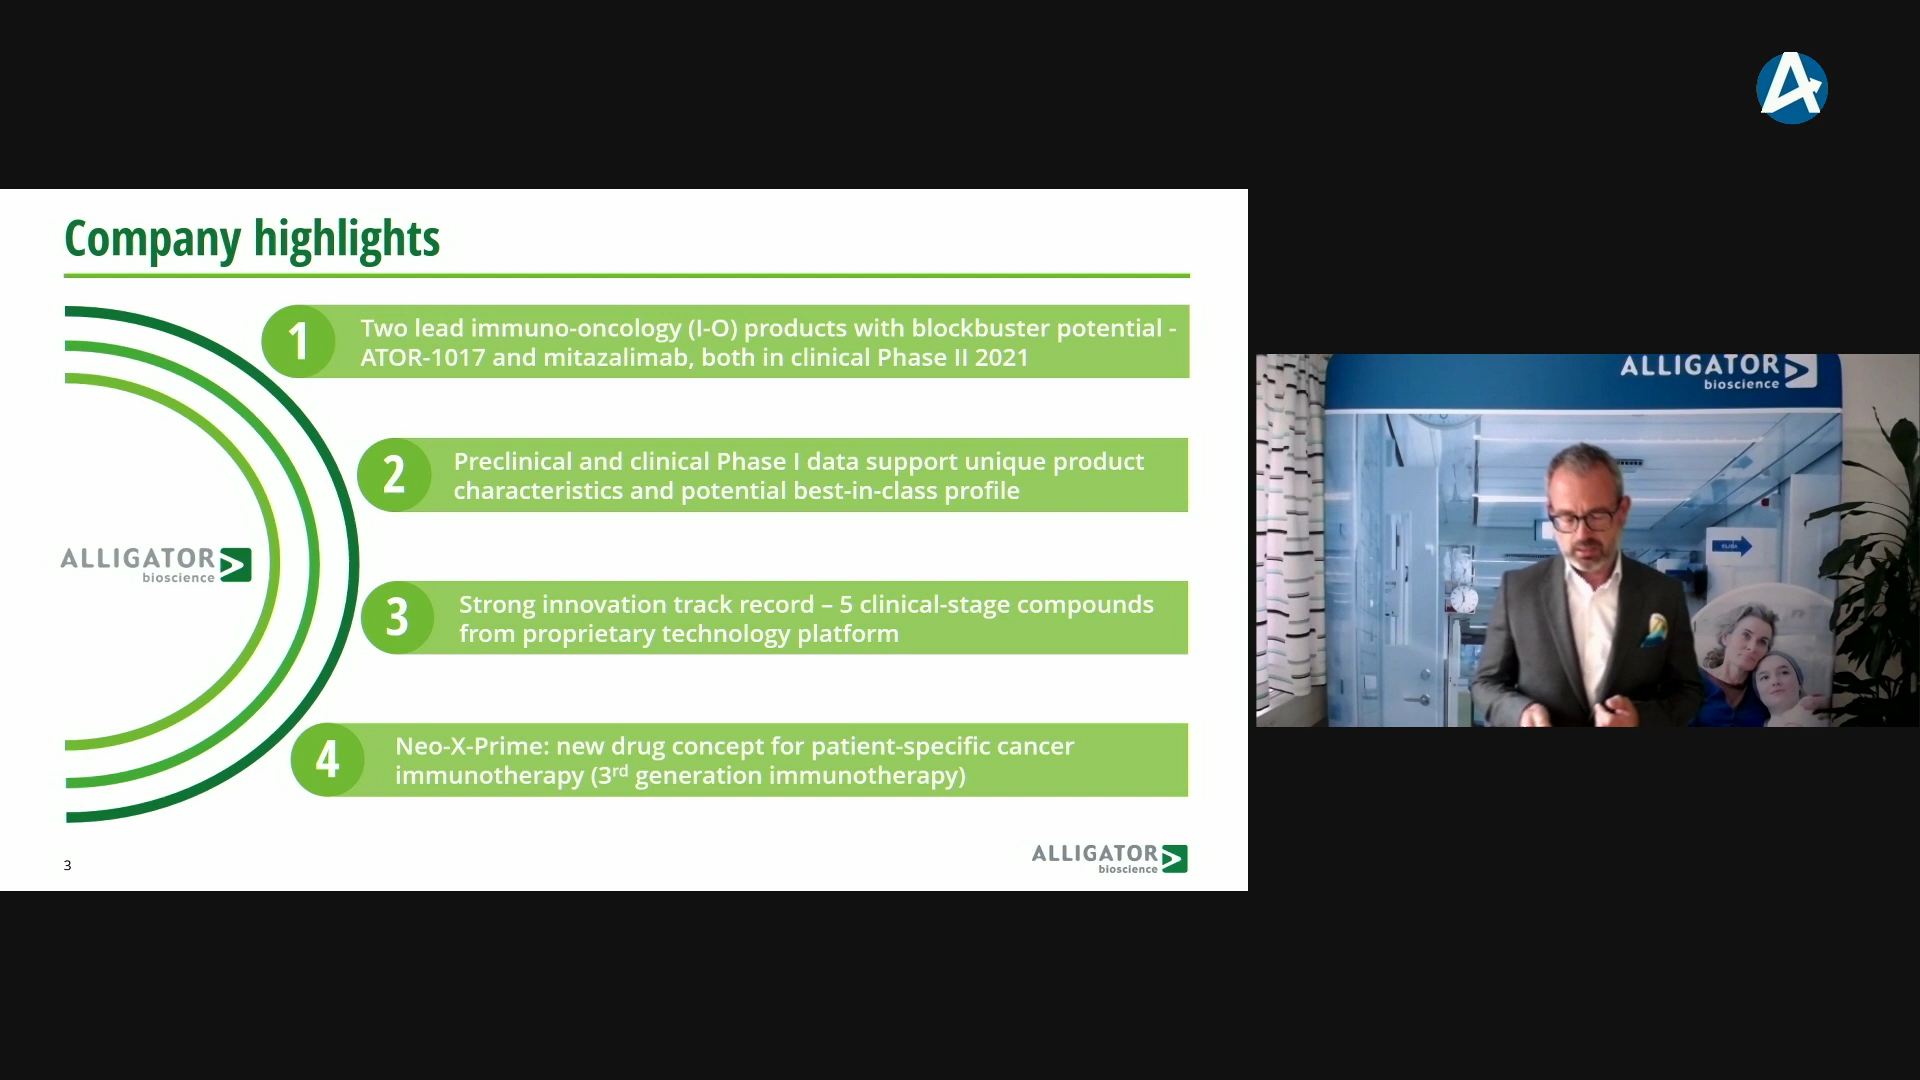 Company highlights
1
Two lead immuno-oncology (I-O) products with blockbuster potential -
ATOR-1017 and mitazalimab, both in clinical Phase II 2021
2
Preclinical and clinical Phase I data support unique product
characteristics and potential best-in-class profile
ALLIGATOR
bioscience
3
Strong innovation track record – 5 clinical-stage compounds
from proprietary technology platform
4
Neo-X-Prime: new drug concept for patient-specific cancer
immunotherapy (3rd generation immunotherapy)
3
ALLIGATOR
bioscience
ALLIGATOR
bioscience